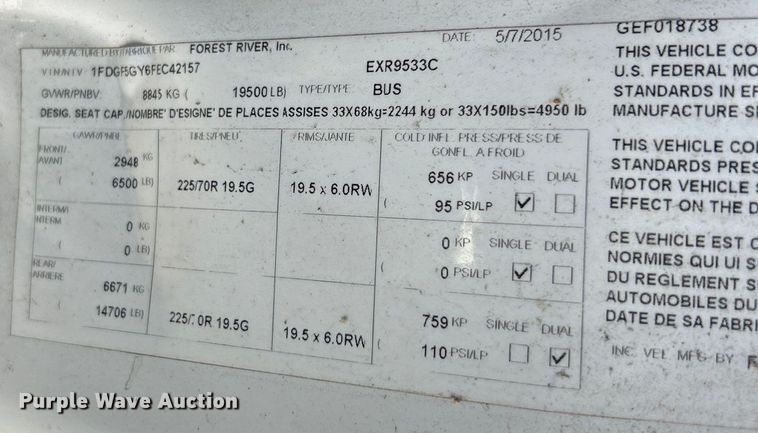 MANUFACTURED BY/FABRIQUE PAR FOREST RIVER, Inc. DATE: 5/7/2015 GEF018738
VIN/NIV 1FDGF5GY6FEC42157 EXR9533C
GVWR/PNBV: 8845 KG ( 19500 LB) TYPE/TYPE BUS
DESIG. SEAT CAP./NOMBRE' D'ESIGNE' DE PLACES ASSISES 33X68kg=2244 kg or 33X150lbs=4950 lb
GAWR/PNBE TIRES/PNEU RIMS/JANTE COLD INFL. PRESS/PRESS DE GONFL. A FROID
FRONT/AVANT 2948 KG 225/70R 19.5G 19.5 x 6.0RW 656 KP SINGLE DUAL
( 6500 LB) ( 95 PSI/LP
INTERM/INTERM 0 KG 0 KP SINGLE DUAL
( 0 LB) ( 0 PSI/LP
REAR/ARRIERE 6671 KG 225/70R 19.5G 19.5 x 6.0RW 759 KP SINGLE DUAL
( 14706 LB) ( 110 PSI/LP
THIS VEHICLE CO
U.S. FEDERAL MO
STANDARDS IN EF
MANUFACTURE S
THIS VEHICLE CO
STANDARDS PRES
MOTOR VEHICLE S
EFFECT ON THE D
CE VEHICLE EST C
NORMIES QUI UI S
DU REGLEMENT S
AUTOMOBILES DU
DATE DE SA FABRI
INC. VEL MFG BY F
Purple Wave Auction